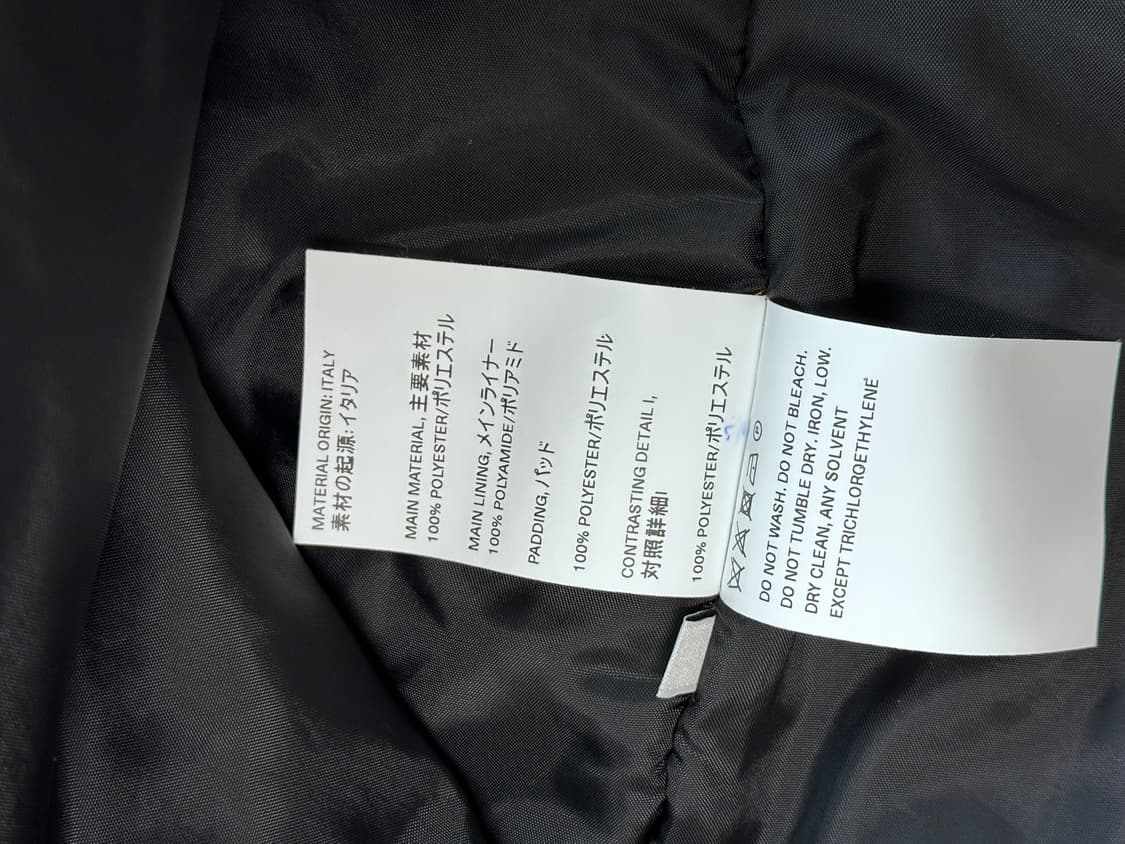 MATERIAL ORIGIN: ITALY
素材の起源: イタリア
MAIN MATERIAL, 主要素材
100% POLYESTER/ポリエステル
MAIN LINING, メインライナー
100% POLYAMIDE/ポリアミド
PADDING, パッド
100% POLYESTER/ポリエステル
CONTRASTING DETAIL I,
対照詳細I
100% POLYESTER/ポリエステル
DO NOT WASH. DO NOT BLEACH.
DO NOT TUMBLE DRY. IRON, LOW.
DRY CLEAN, ANY SOLVENT
EXCEPT TRICHLOROETHYLENE